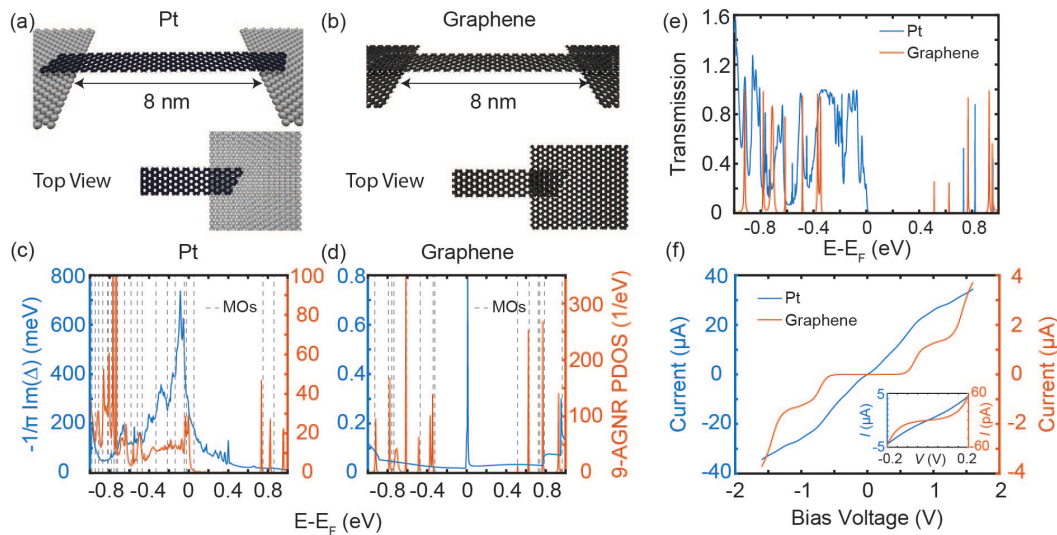 (a) Pt
8 nm
Top View
(b) Graphene
8 nm
Top View
(c) Pt
-1/π Im(Δ) (meV)
800
600
400
200
0
100
80
60
40
20
0
MOs
-0.8 -0.4 0 0.4 0.8
(d) Graphene
0.8
0.6
0.4
0.2
0
300
200
100
0
9-AGNR PDOS (1/eV)
MOs
-0.8 -0.4 0 0.4 0.8
E-E_F (eV)
(e)
Transmission
1.6
1.2
0.8
0.4
0
Pt
Graphene
-0.8 -0.4 0 0.4 0.8
E-E_F (eV)
(f)
Current (μA)
40
20
0
-20
-40
Pt
Graphene
4
2
0
-2
-4
Current (μA)
5
-5
I (μA)
60
-60
I (pA)
-0.2 0.2
V (V)
-2 -1 0 1 2
Bias Voltage (V)